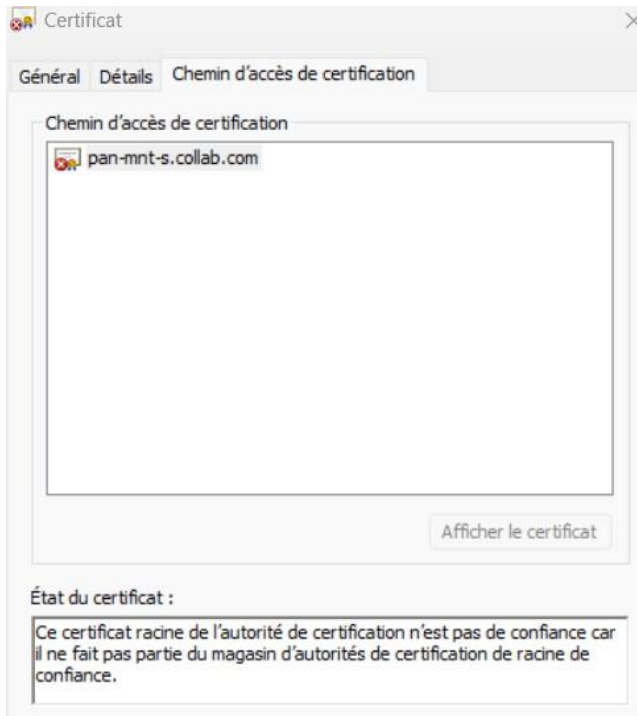 Certificat
Général Détails Chemin d'accès de certification
Chemin d'accès de certification
pan-mnt-s.collab.com
Afficher le certificat
État du certificat :
Ce certificat racine de l'autorité de certification n'est pas de confiance car
il ne fait pas partie du magasin d'autorités de certification de racine de
confiance.